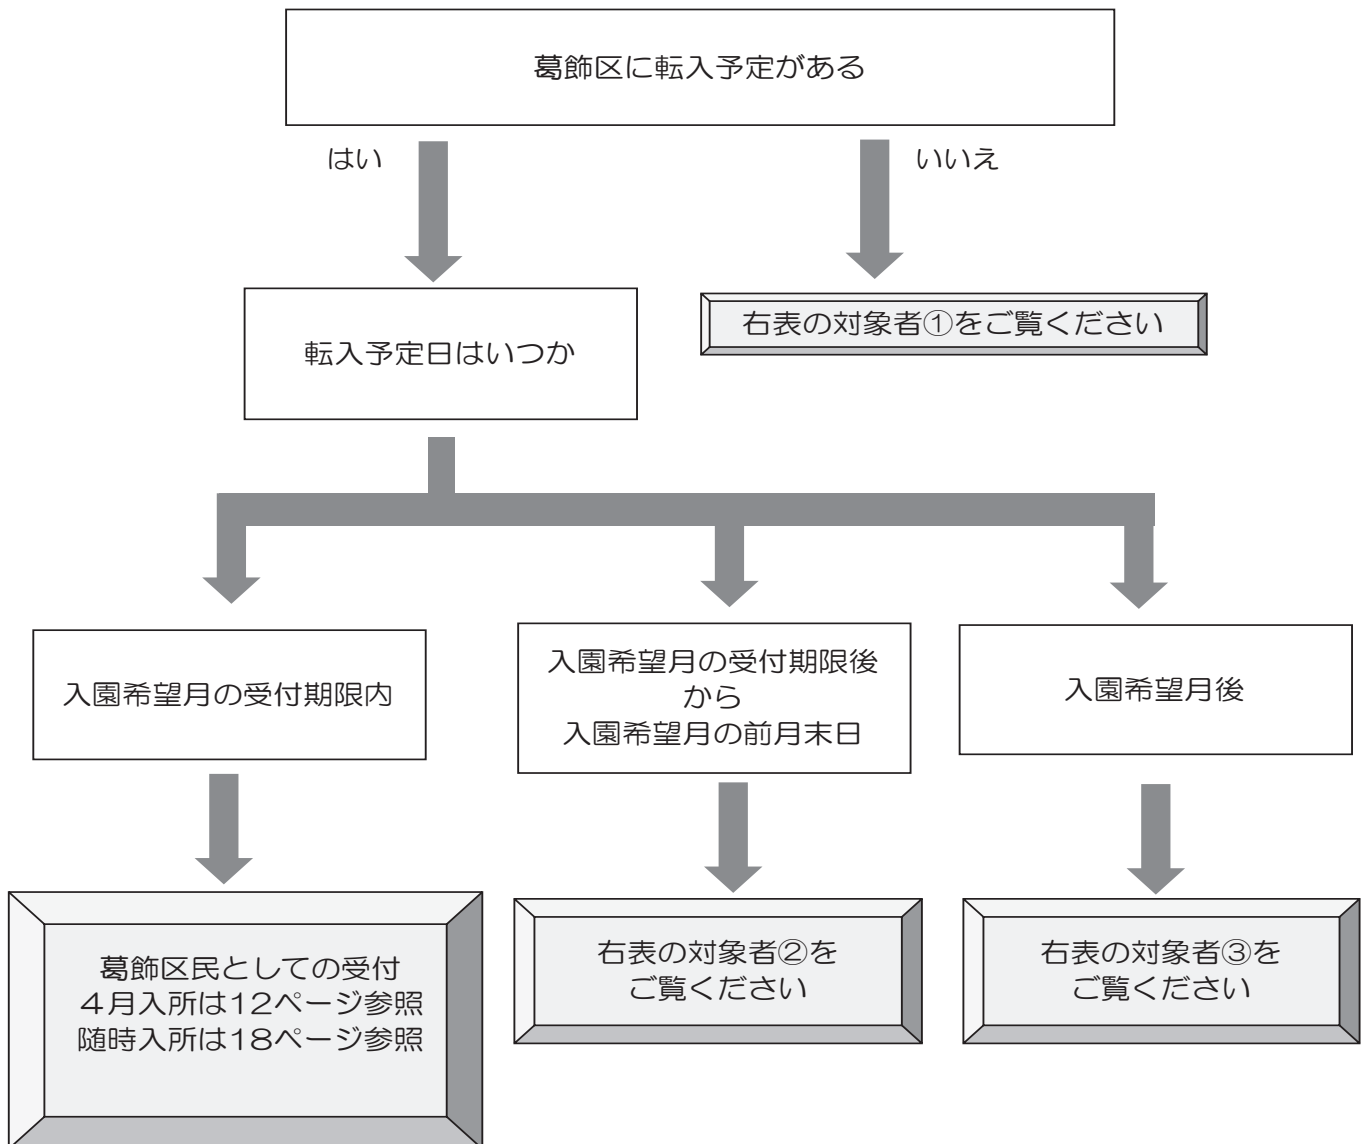 葛飾区に転入予定がある
はい
いいえ
右表の対象者①をご覧ください
転入予定日はいつか
入園希望月の受付期限内
入園希望月の受付期限後
から
入園希望月の前月末日
入園希望月後
葛飾区民としての受付
４月入所は12ページ参照
随時入所は18ページ参照
右表の対象者②を
ご覧ください
右表の対象者③を
ご覧ください